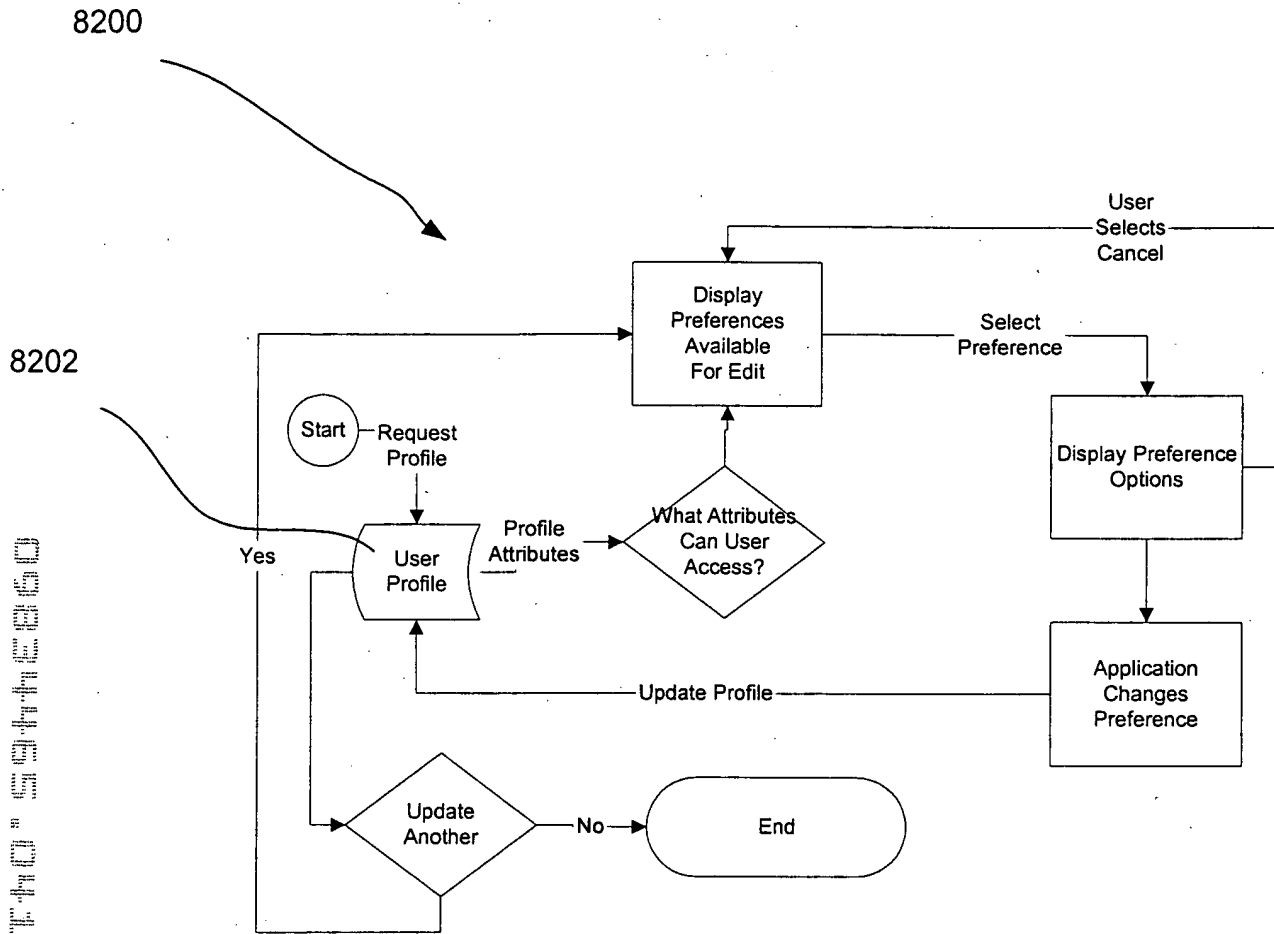 8200
User
Selects
Cancel
Display
Preferences
Available
For Edit
Select
Preference
8202
Start
Request
Profile
Display Preference
Options
What Attributes
Can User
Access?
Profile
Attributes
Yes
User
Profile
Application
Changes
Preference
Update Profile
Update
Another
No
End